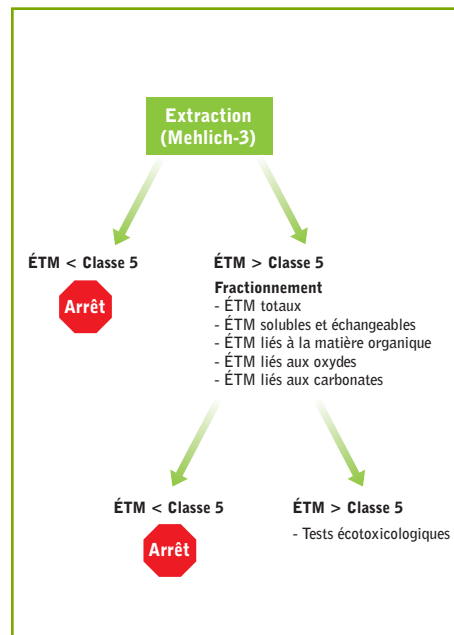 Extraction
(Mehlich-3)
ÉTM < Classe 5
Arrêt
ÉTM > Classe 5
Fractionnement
- ÉTM totaux
- ÉTM solubles et échangeables
- ÉTM liés à la matière organique
- ÉTM liés aux oxydes
- ÉTM liés aux carbonates
ÉTM < Classe 5
Arrêt
ÉTM > Classe 5
- Tests écotoxicologiques